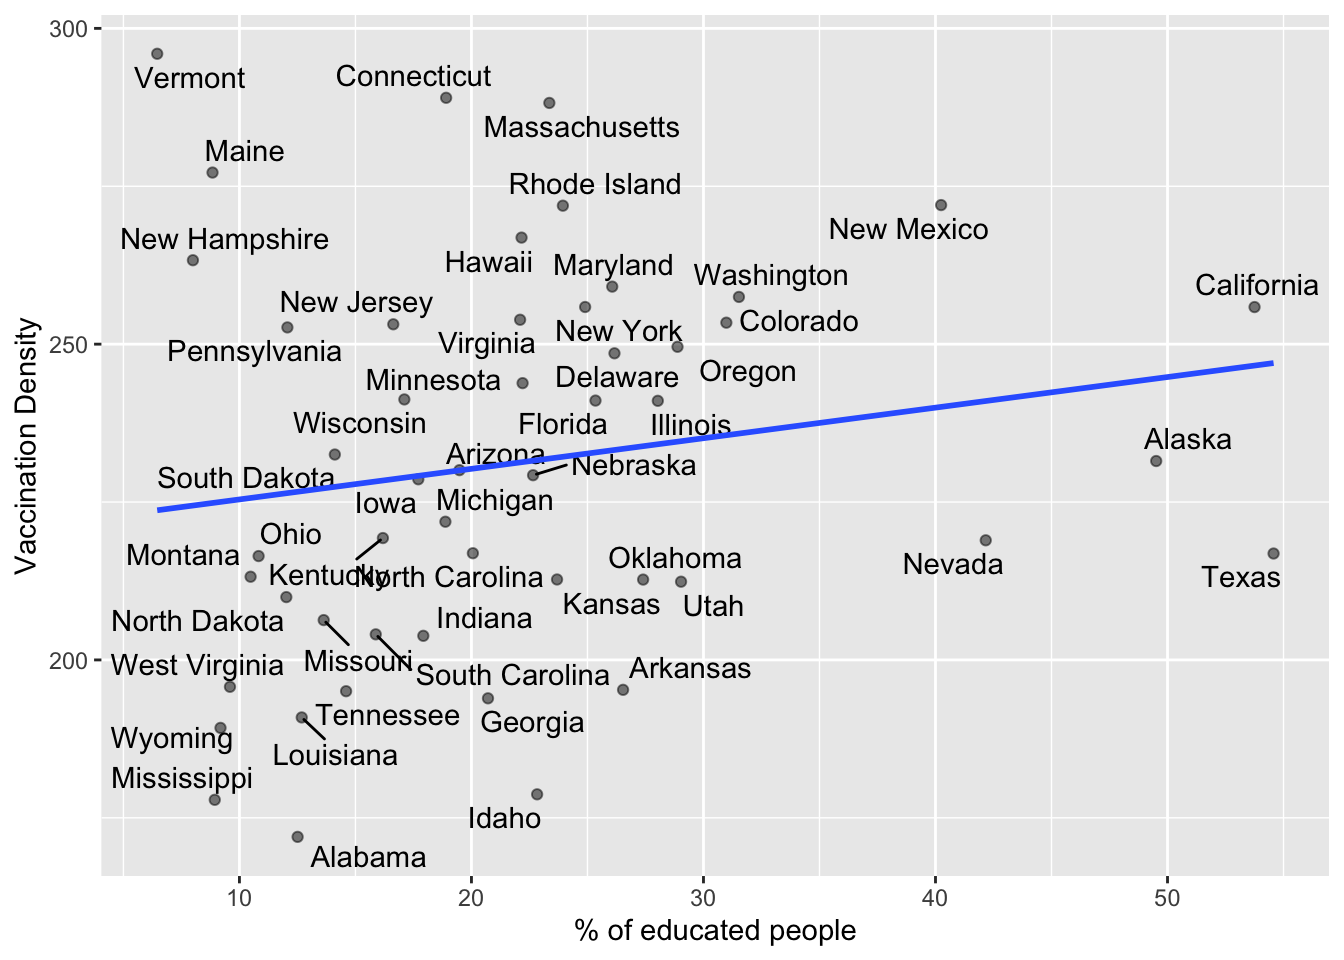 300
Vermont
Connecticut
Massachusetts
Maine
Rhode Island
New Mexico
New Hampshire
Hawaii
Maryland
Washington
California
New Jersey
Colorado
Virginia
New York
250
Pennsylvania
Minnesota
Delaware
Oregon
Wisconsin
Florida
Illinois
Alaska
Arizona
Nebraska
South Dakota
Iowa
Michigan
Ohio
Montana
Oklahoma
Nevada
Kentucky
North Carolina
Texas
Kansas
Utah
North Dakota
Indiana
200
West Virginia
Missouri
South Carolina
Arkansas
Tennessee
Georgia
Wyoming
Louisiana
Mississippi
Idaho
Alabama
10
20
30
40
50
% of educated people
Vaccination Density